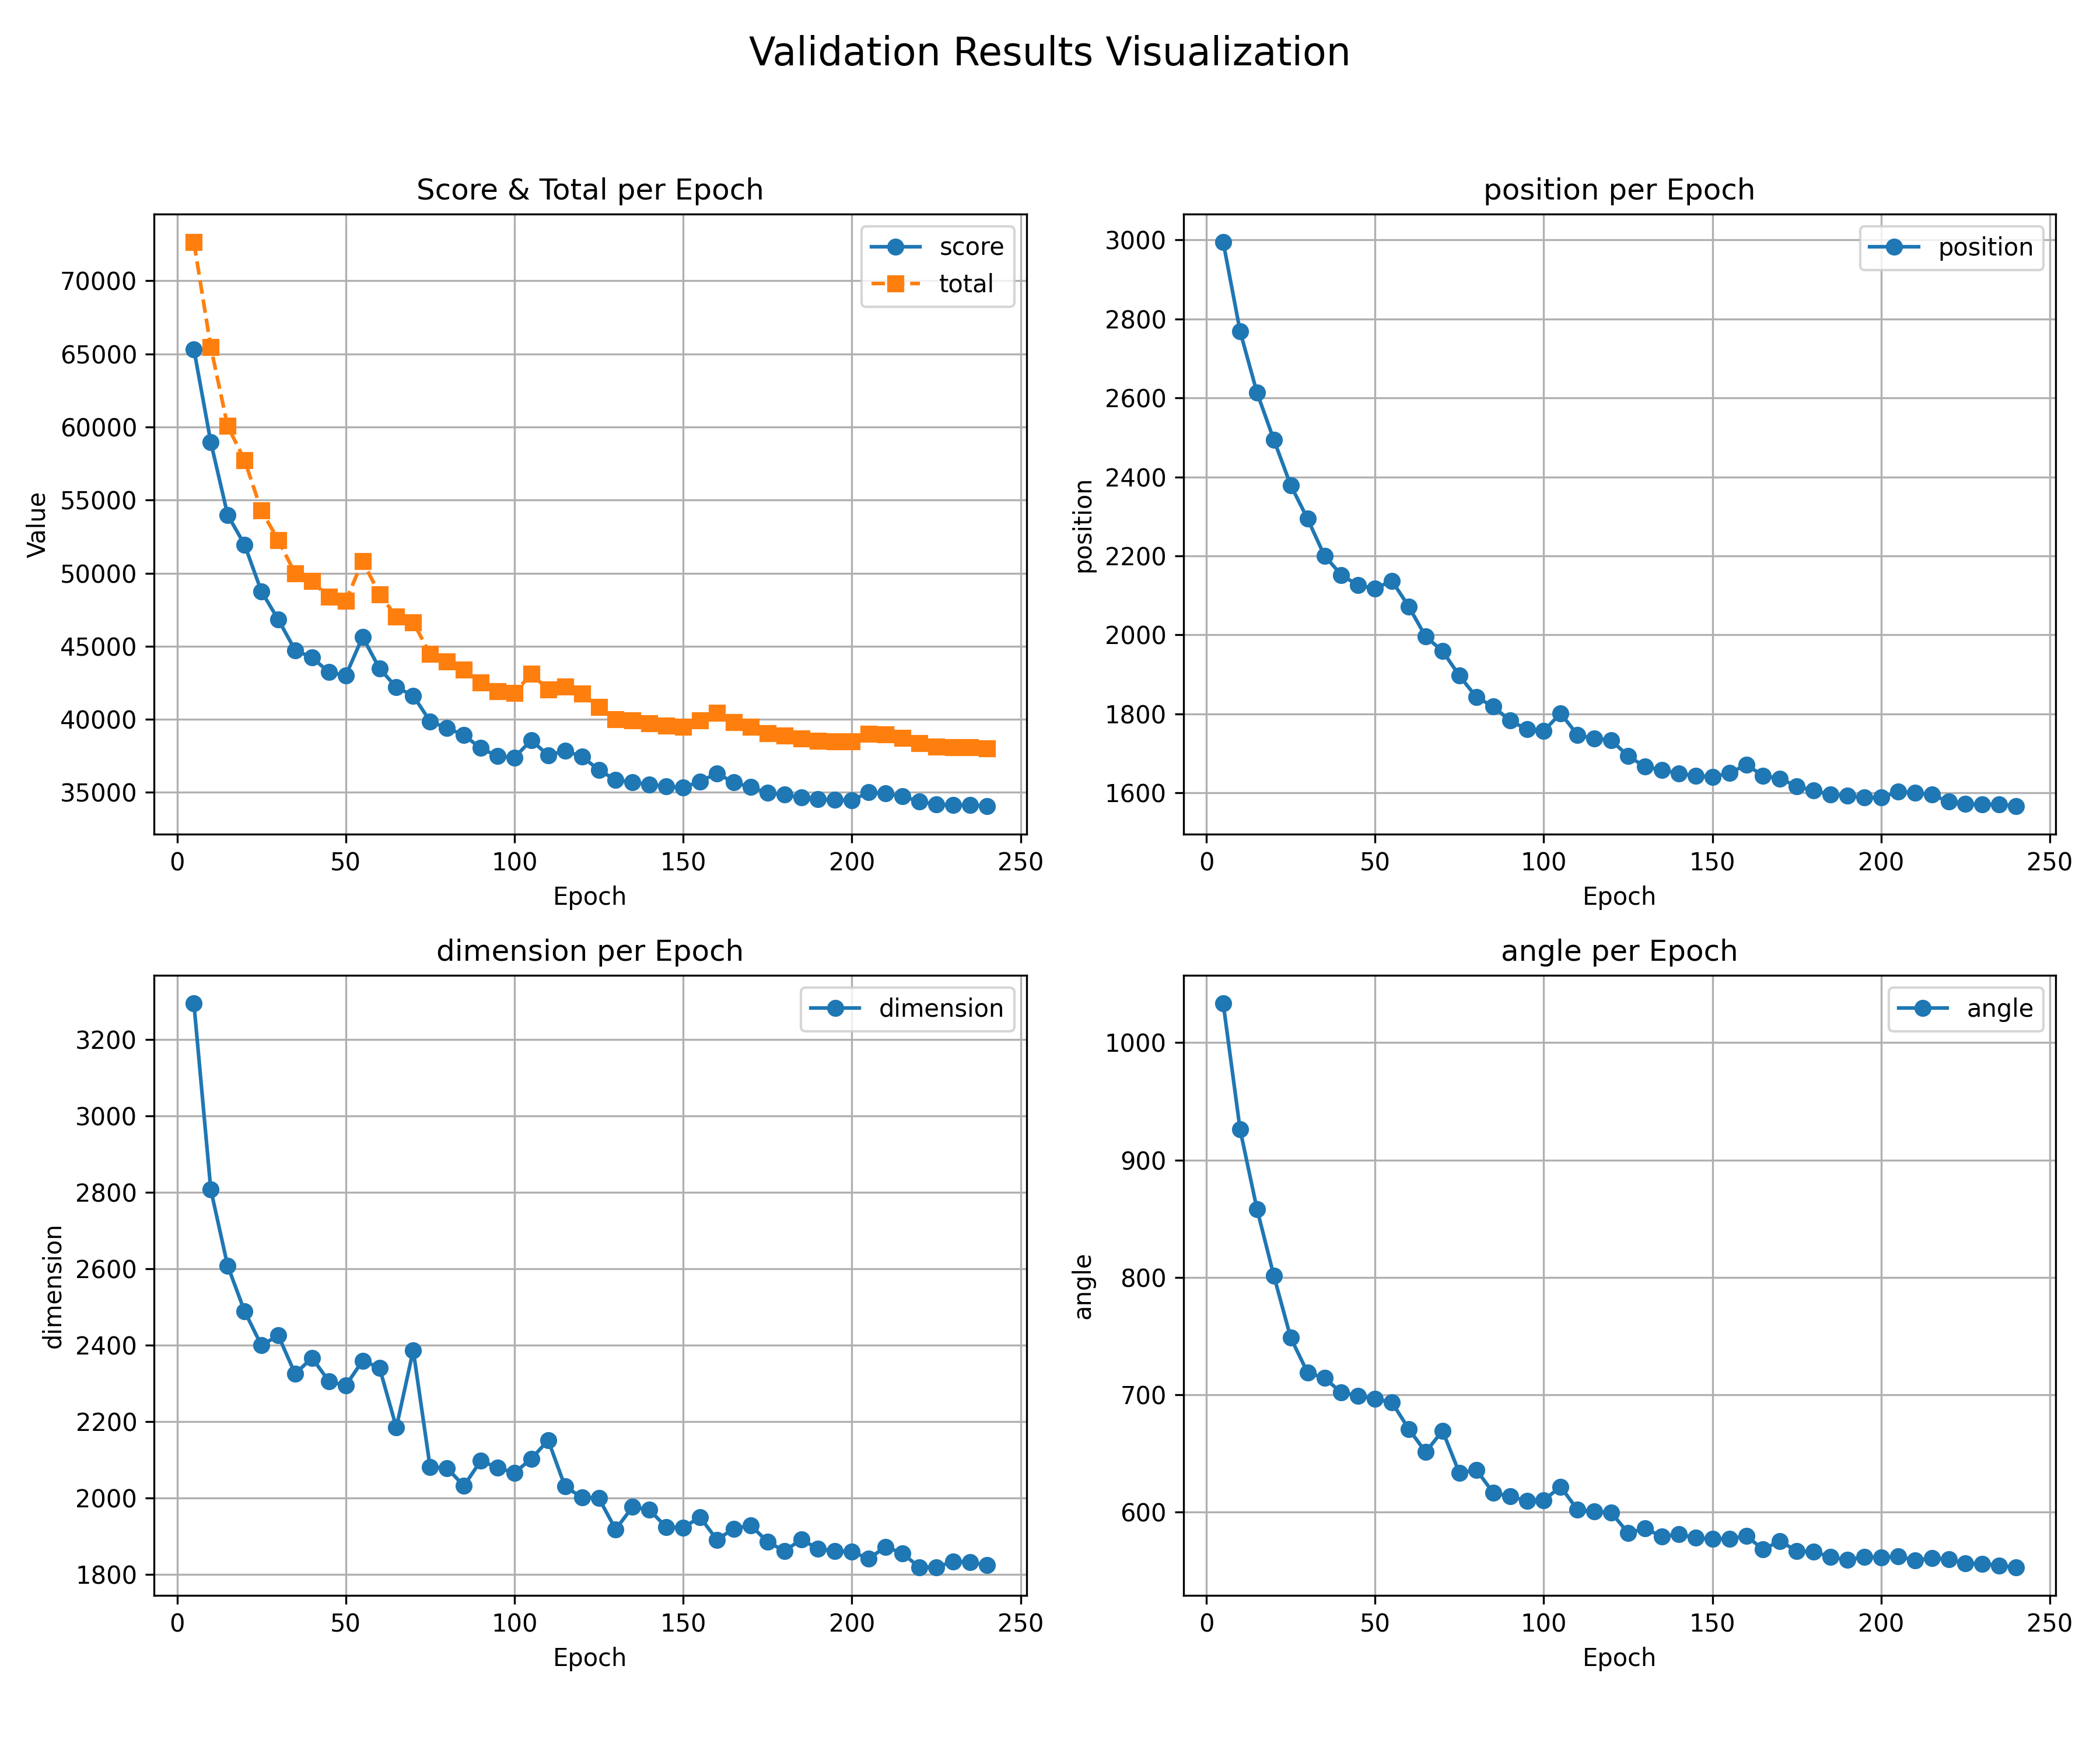 Validation Results Visualization
Score & Total per Epoch
score
total
70000
65000
60000
55000
50000
45000
40000
35000
Value
0 50 100 150 200 250
Epoch
position per Epoch
position
3000
2800
2600
2400
2200
2000
1800
1600
position
0 50 100 150 200 250
Epoch
dimension per Epoch
dimension
3200
3000
2800
2600
2400
2200
2000
1800
dimension
0 50 100 150 200 250
Epoch
angle per Epoch
angle
1000
900
800
700
600
angle
0 50 100 150 200 250
Epoch